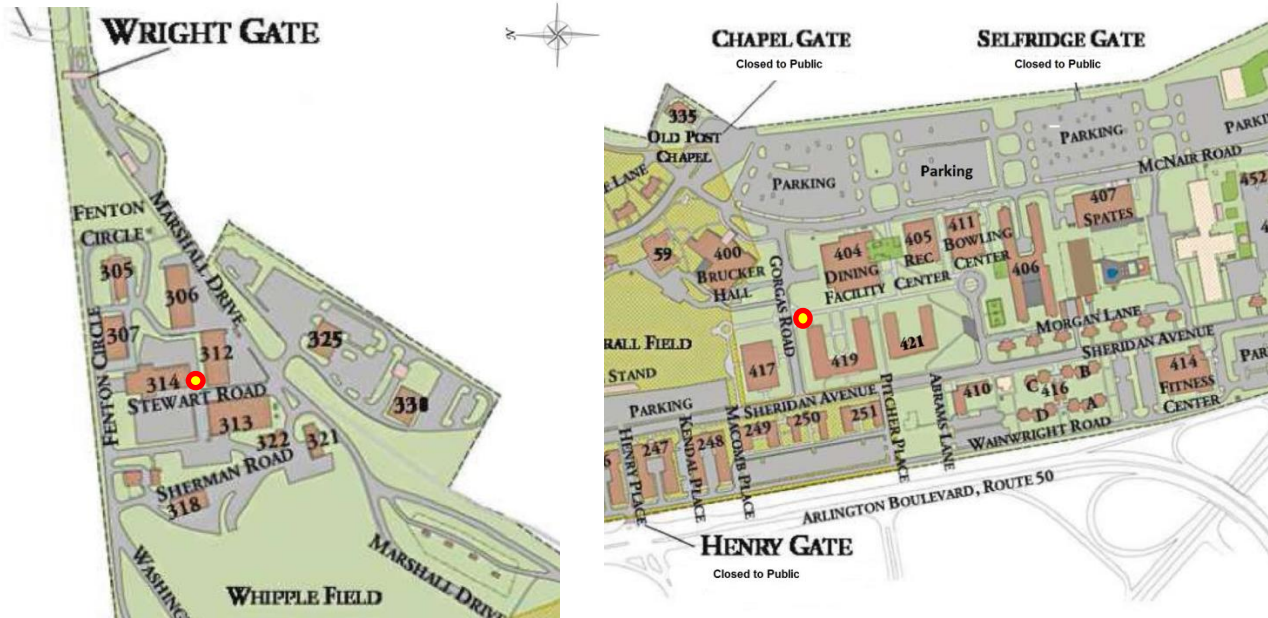 WRIGHT GATE
N
FENTON
CIRCLE
MARSHALL DRIVE
305
306
307
FENTON CIRCLE
312
314
STEWART ROAD
313
322
321
325
SHERMAN ROAD
318
MARSHALL DRIVE
WHIPPLE FIELD
CHAPEL GATE
Closed to Public
SELFRIDGE GATE
Closed to Public
335
OLD POST
CHAPEL
LANE
PARKING
Parking
PARKING
MCNAIR ROAD
59
400
BRUCKER
HALL
GORGAS ROAD
404
DINING
FACILITY
405
REC
CENTER
411
BOWLING
CENTER
406
407
SPATES
452
MORGAN LANE
SHERIDAN AVENUE
FIELD
STAND
417
419
421
PARKING
SHERIDAN AVENUE
PITCHER PLACE
ABRAMS LANE
410
C
416
B
D
A
414
FITNESS
CENTER
HENRY PLACE
247
KENDAL PLACE
248
MACOMB PLACE
249
250
251
WAINWRIGHT ROAD
ARLINGTON BOULEVARD, ROUTE 50
HENRY GATE
Closed to Public